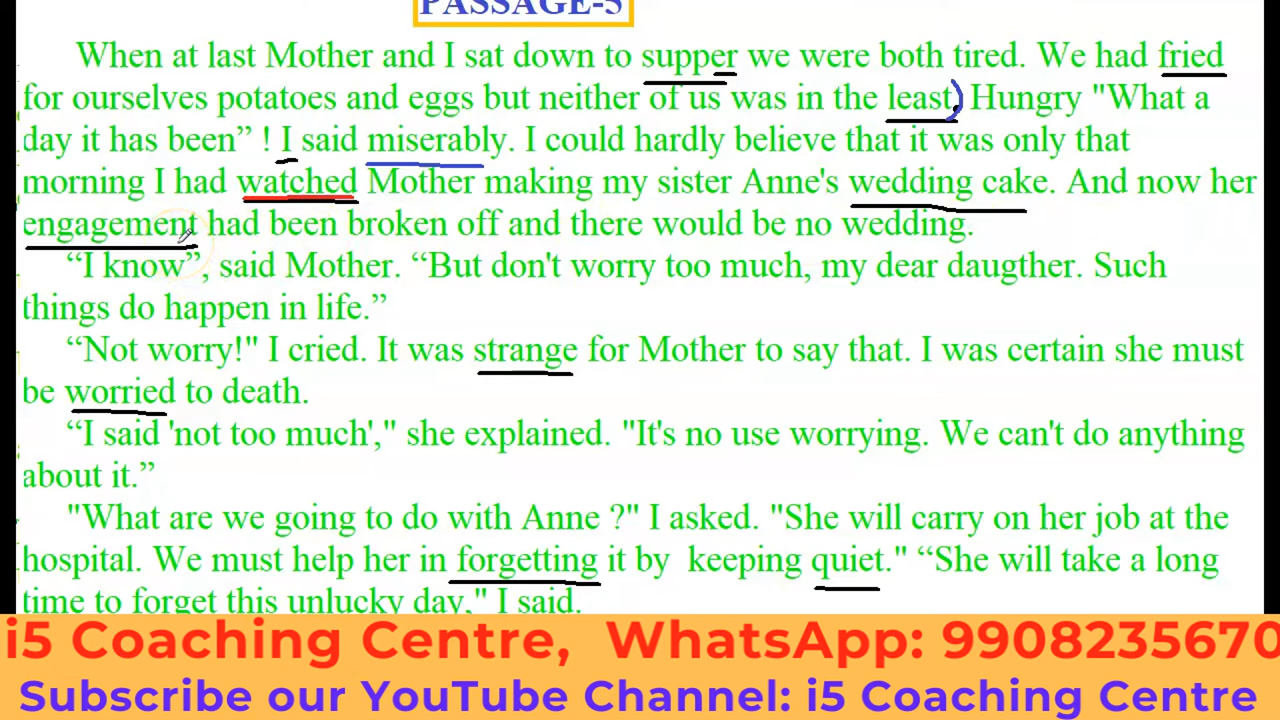 PASSAGE-5
When at last Mother and I sat down to supper we were both tired. We had fried
for ourselves potatoes and eggs but neither of us was in the least, Hungry "What a
day it has been” ! I said miserably. I could hardly believe that it was only that
morning I had watched Mother making my sister Anne's wedding cake. And now her
engagement had been broken off and there would be no wedding.
“I know”, said Mother. “But don't worry too much, my dear daugther. Such
things do happen in life.”
“Not worry!" I cried. It was strange for Mother to say that. I was certain she must
be worried to death.
“I said 'not too much'," she explained. "It's no use worrying. We can't do anything
about it.”
"What are we going to do with Anne ?" I asked. "She will carry on her job at the
hospital. We must help her in forgetting it by keeping quiet." “She will take a long
time to forget this unlucky day," I said.
i5 Coaching Centre, WhatsApp: 9908235670
Subscribe our YouTube Channel: i5 Coaching Centre